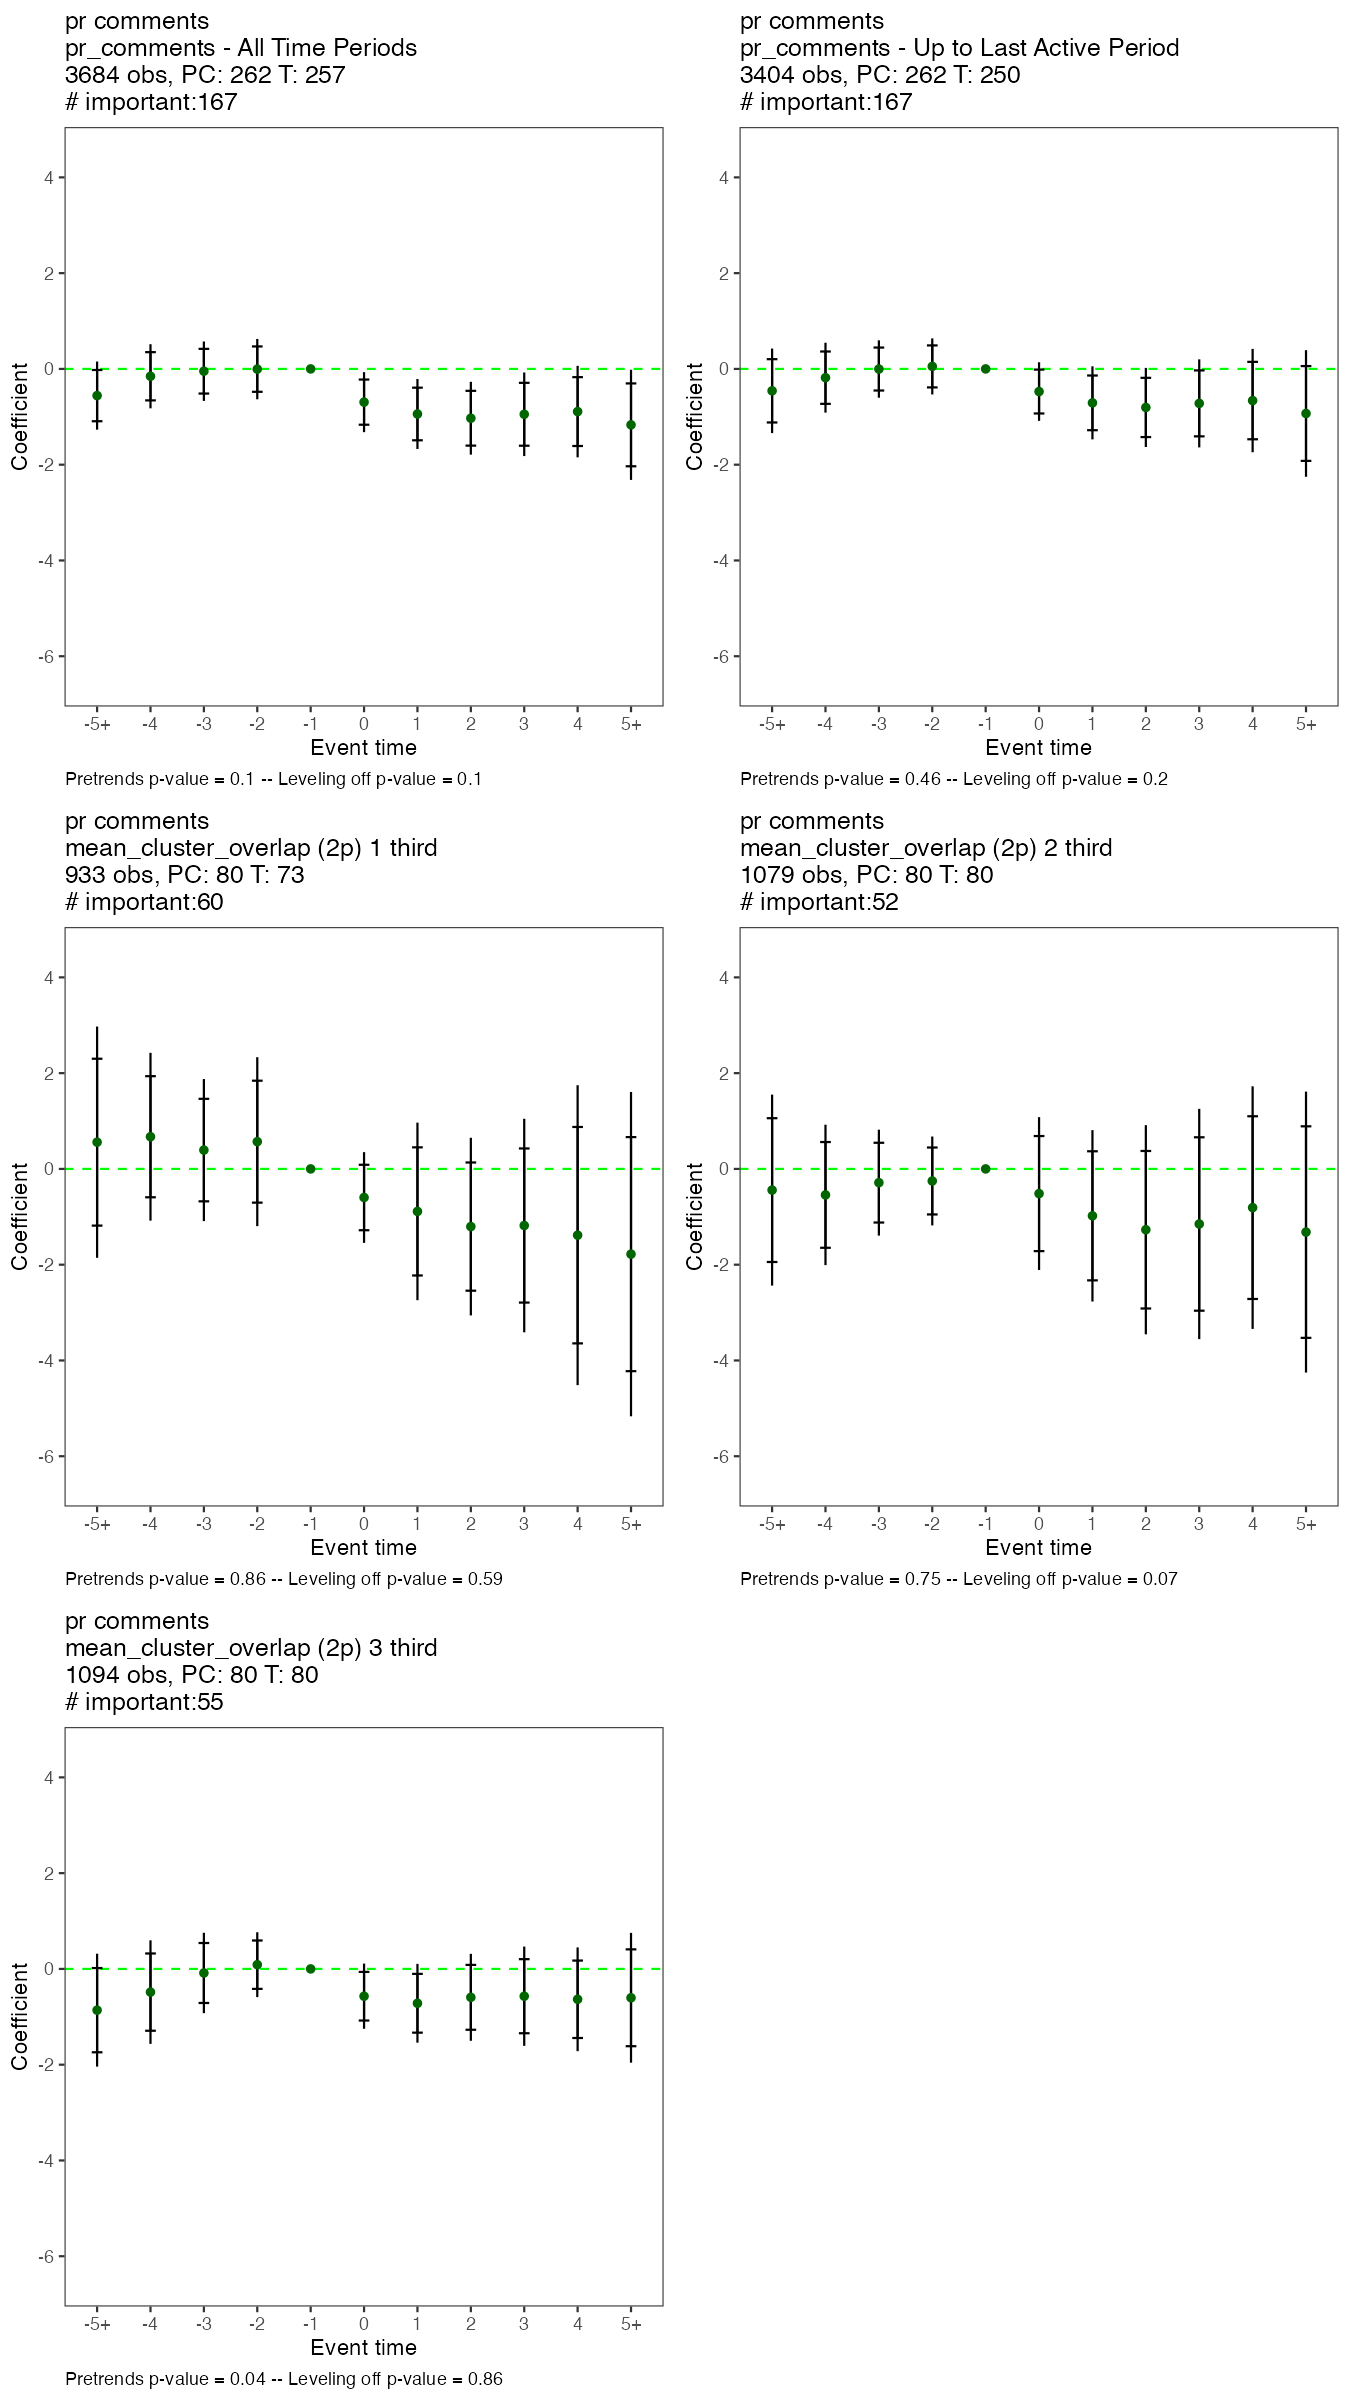 pr comments
pr_comments - All Time Periods
3684 obs, PC: 262 T: 257
# important:167
Coefficient
4
2
0
-2
-4
-6
-5+ -4 -3 -2 -1 0 1 2 3 4 5+
Event time
Pretrends p-value = 0.1 -- Leveling off p-value = 0.1
pr comments
pr_comments - Up to Last Active Period
3404 obs, PC: 262 T: 250
# important:167
Coefficient
4
2
0
-2
-4
-6
-5+ -4 -3 -2 -1 0 1 2 3 4 5+
Event time
Pretrends p-value = 0.46 -- Leveling off p-value = 0.2
pr comments
mean_cluster_overlap (2p) 1 third
933 obs, PC: 80 T: 73
# important:60
Coefficient
4
2
0
-2
-4
-6
-5+ -4 -3 -2 -1 0 1 2 3 4 5+
Event time
Pretrends p-value = 0.86 -- Leveling off p-value = 0.59
pr comments
mean_cluster_overlap (2p) 2 third
1079 obs, PC: 80 T: 80
# important:52
Coefficient
4
2
0
-2
-4
-6
-5+ -4 -3 -2 -1 0 1 2 3 4 5+
Event time
Pretrends p-value = 0.75 -- Leveling off p-value = 0.07
pr comments
mean_cluster_overlap (2p) 3 third
1094 obs, PC: 80 T: 80
# important:55
Coefficient
4
2
0
-2
-4
-6
-5+ -4 -3 -2 -1 0 1 2 3 4 5+
Event time
Pretrends p-value = 0.04 -- Leveling off p-value = 0.86